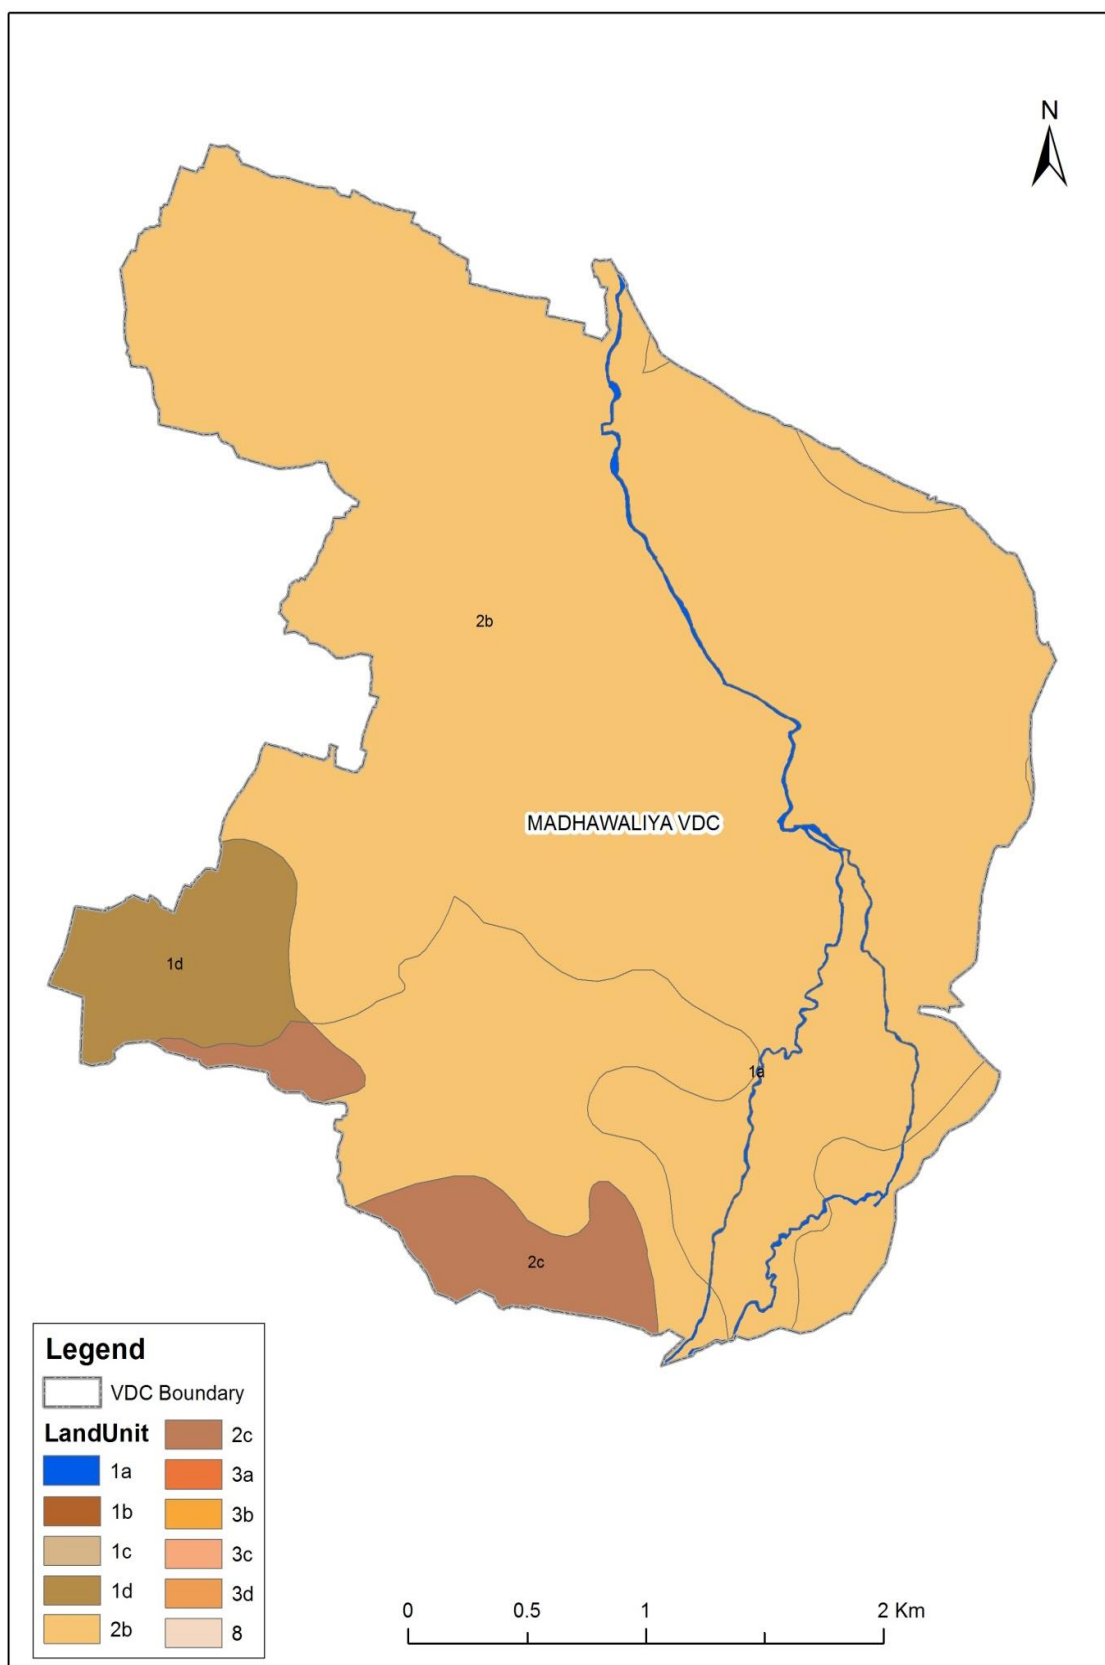 N
2b
MADHAWALIYA VDC
1d
1a
2c
Legend
VDC Boundary
LandUnit
1a
1b
1c
1d
2b
2c
3a
3b
3c
3d
8
0 0.5 1 2 Km